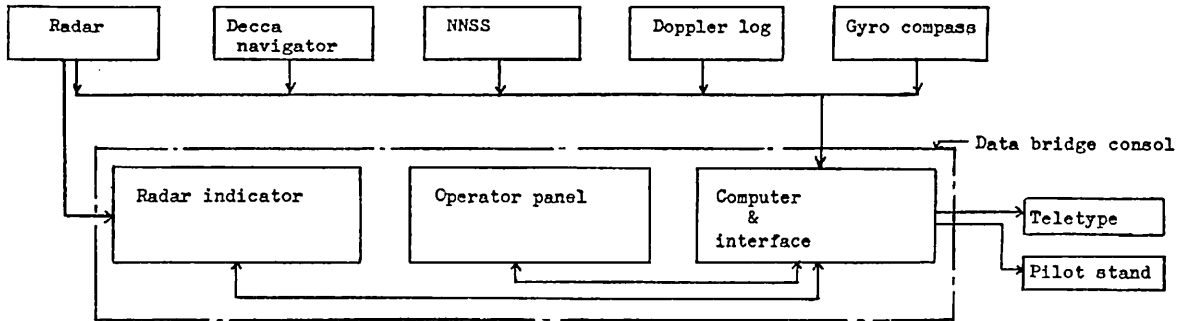 Radar
Decca
navigator
NNSS
Doppler log
Gyro compass
Data bridge consol
Radar indicator
Operator panel
Computer
&
interface
Teletype
Pilot stand